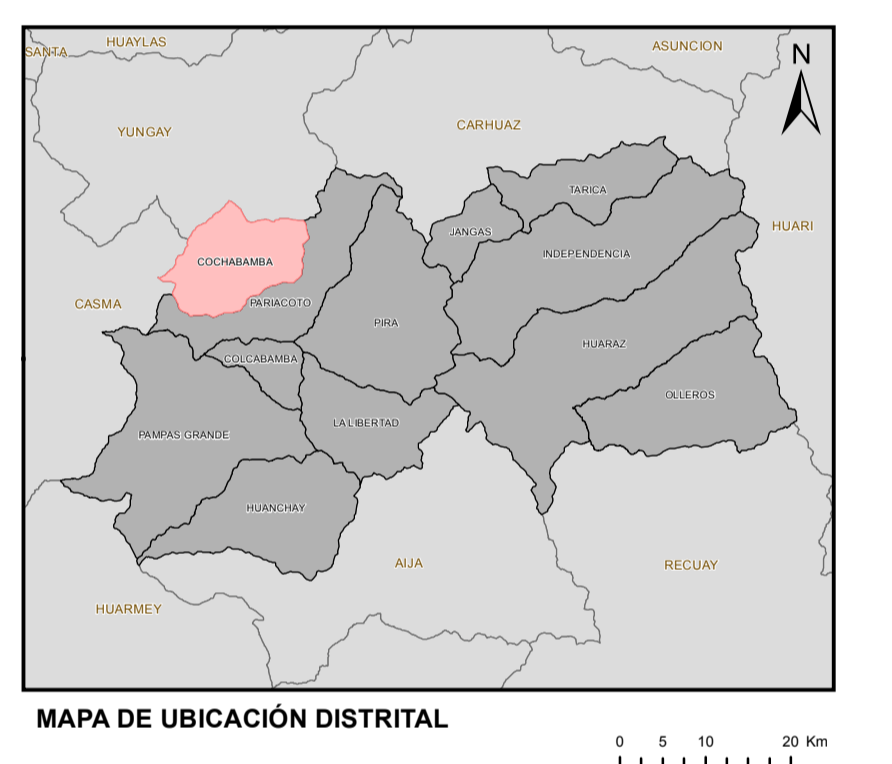 HUAYLAS
SANTA
ASUNCION
N
YUNGAY
CARHUAZ
TARICA
HUARI
JANGAS
INDEPENDENCIA
COCHABAMBA
CASMA
PARIACOTO
PIRA
HUARAZ
COLCABAMBA
OLLEROS
LA LIBERTAD
PAMPAS GRANDE
HUANCHAY
AIJA
RECUAY
HUARMEY
MAPA DE UBICACIÓN DISTRITAL
0 5 10 20 Km